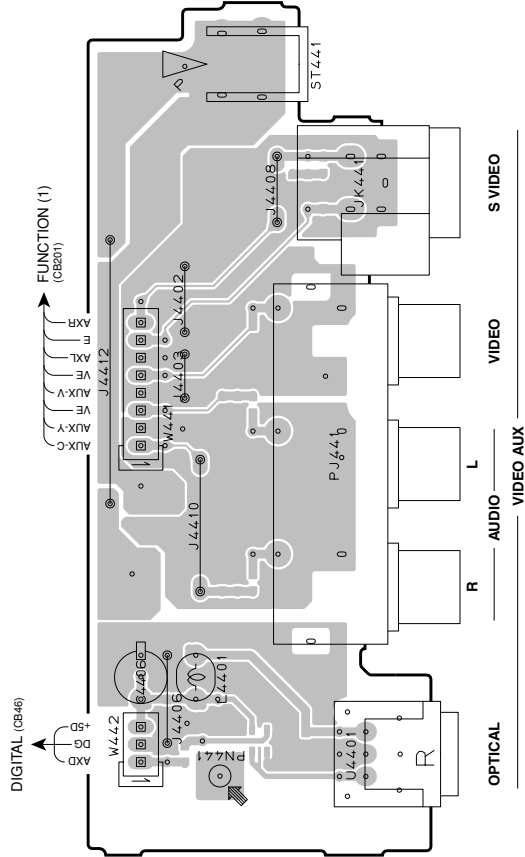 FUNCTION (1)
(CB201)
AXR
E
AXL
VE
AUX-V
VE
AUX-Y
AUX-C
J4412
W441
J4402
J4403
J4408
J4410
ST441
JK441
PJ441
S VIDEO
VIDEO
L
AUDIO
R
VIDEO AUX
DIGITAL (CB46)
+5D
DG
AXD
W442
J4406
L4401
PN441
U4401
R
OPTICAL